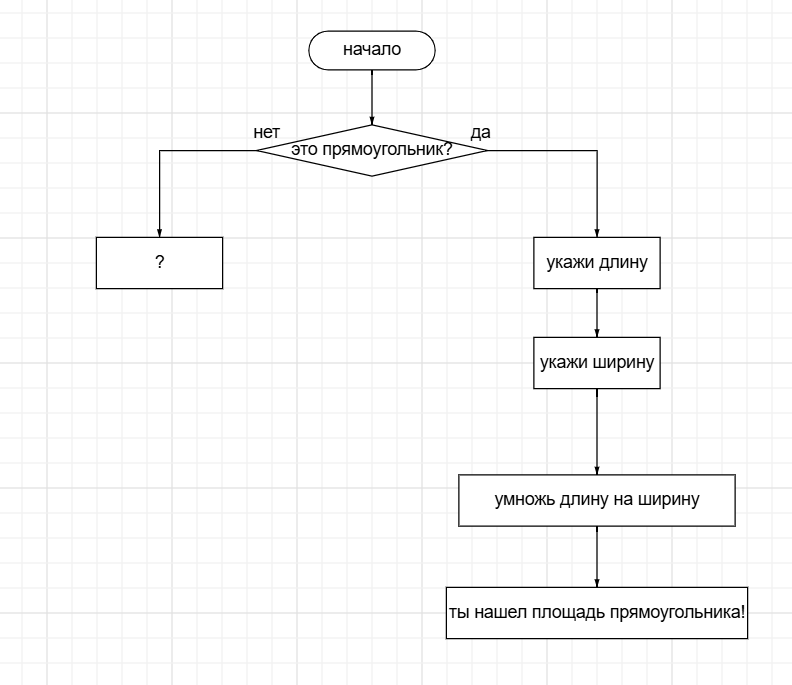 начало
нет
да
это прямоугольник?
?
укажи длину
укажи ширину
умножь длину на ширину
ты нашел площадь прямоугольника!